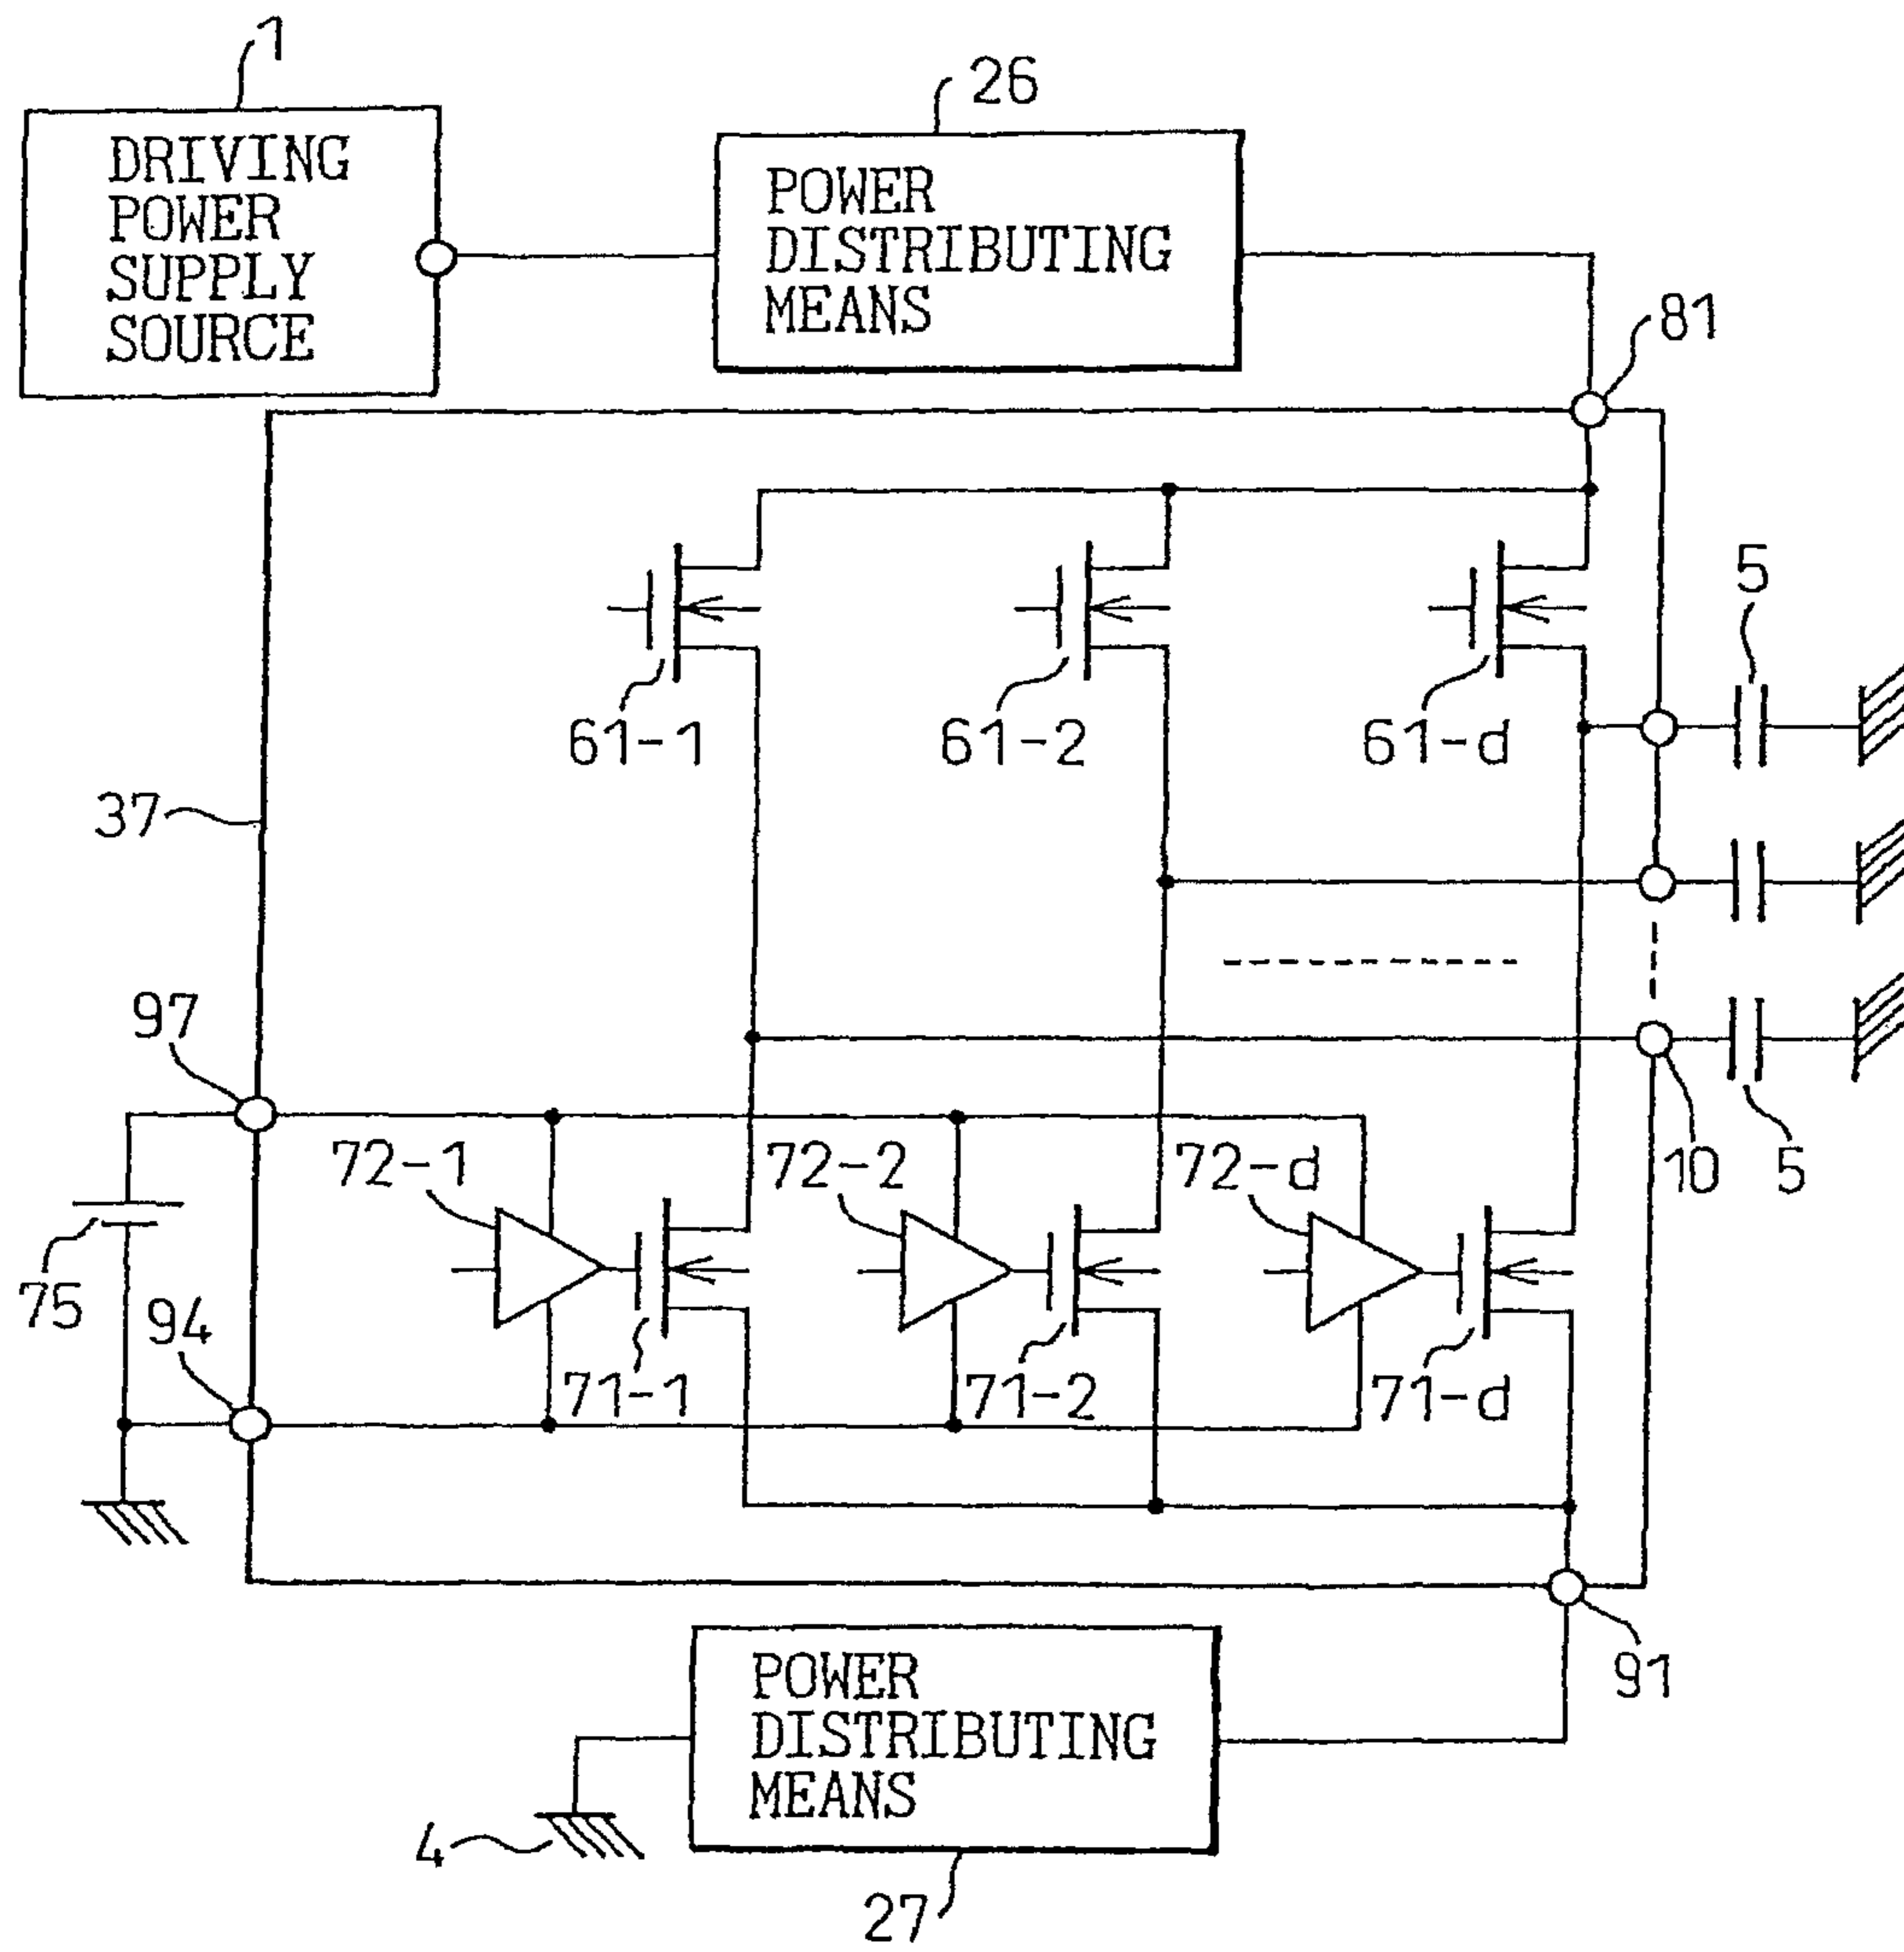 1
26
DRIVING
POWER
SUPPLY
SOURCE
POWER
DISTRIBUTING
MEANS
81
5
61-1
61-2
61-d
37
97
72-1
72-2
72-d
10
5
75
94
71-1
71-2
71-d
91
POWER
DISTRIBUTING
MEANS
4
27